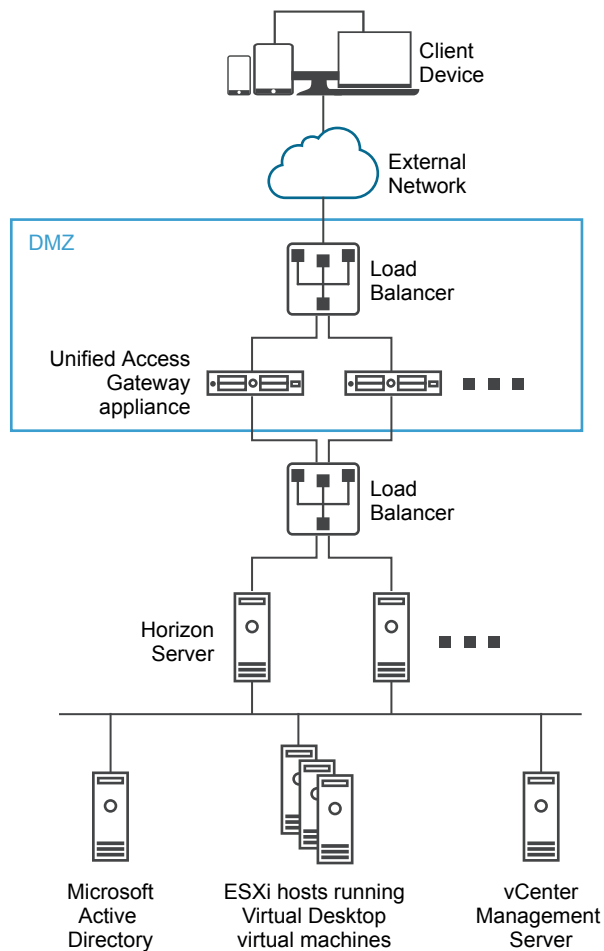 Client
Device
External
Network
DMZ
Load
Balancer
Unified Access
Gateway
appliance
Load
Balancer
Horizon
Server
Microsoft
Active
Directory
ESXi hosts running
Virtual Desktop
virtual machines
vCenter
Management
Server